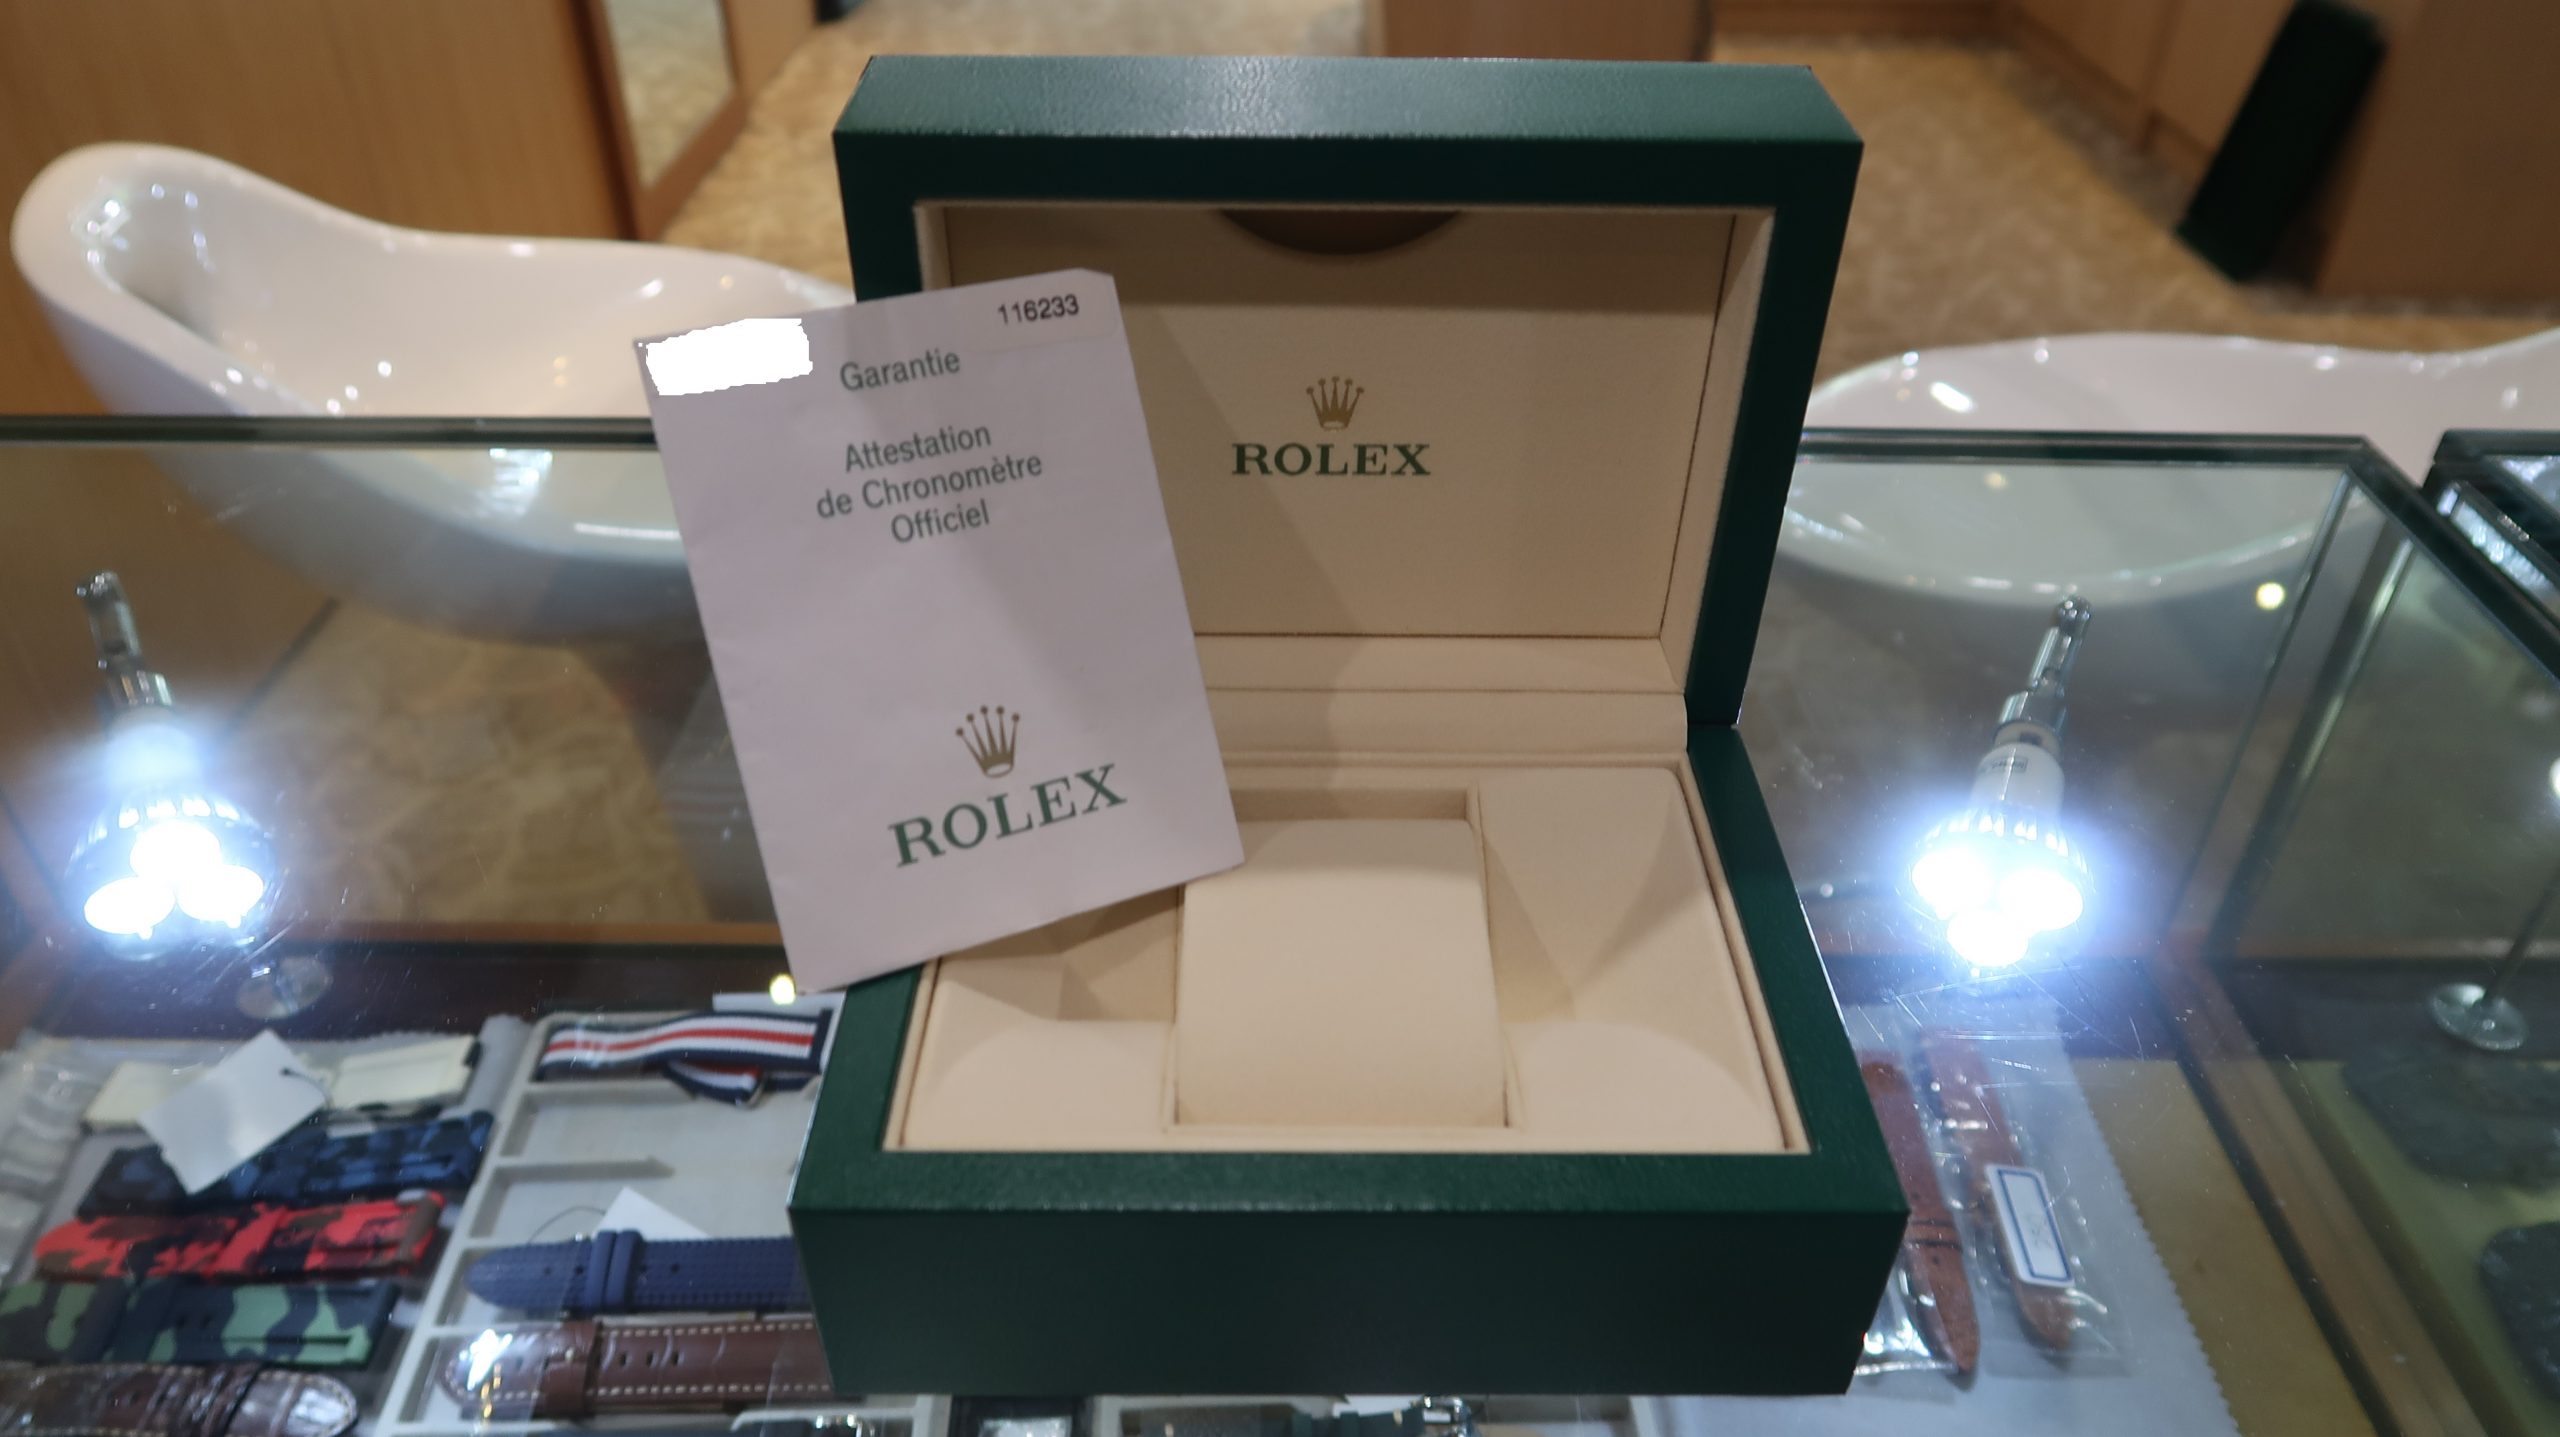 116233
Garantie
Attestation
de Chronomètre
Officiel
ROLEX
ROLEX